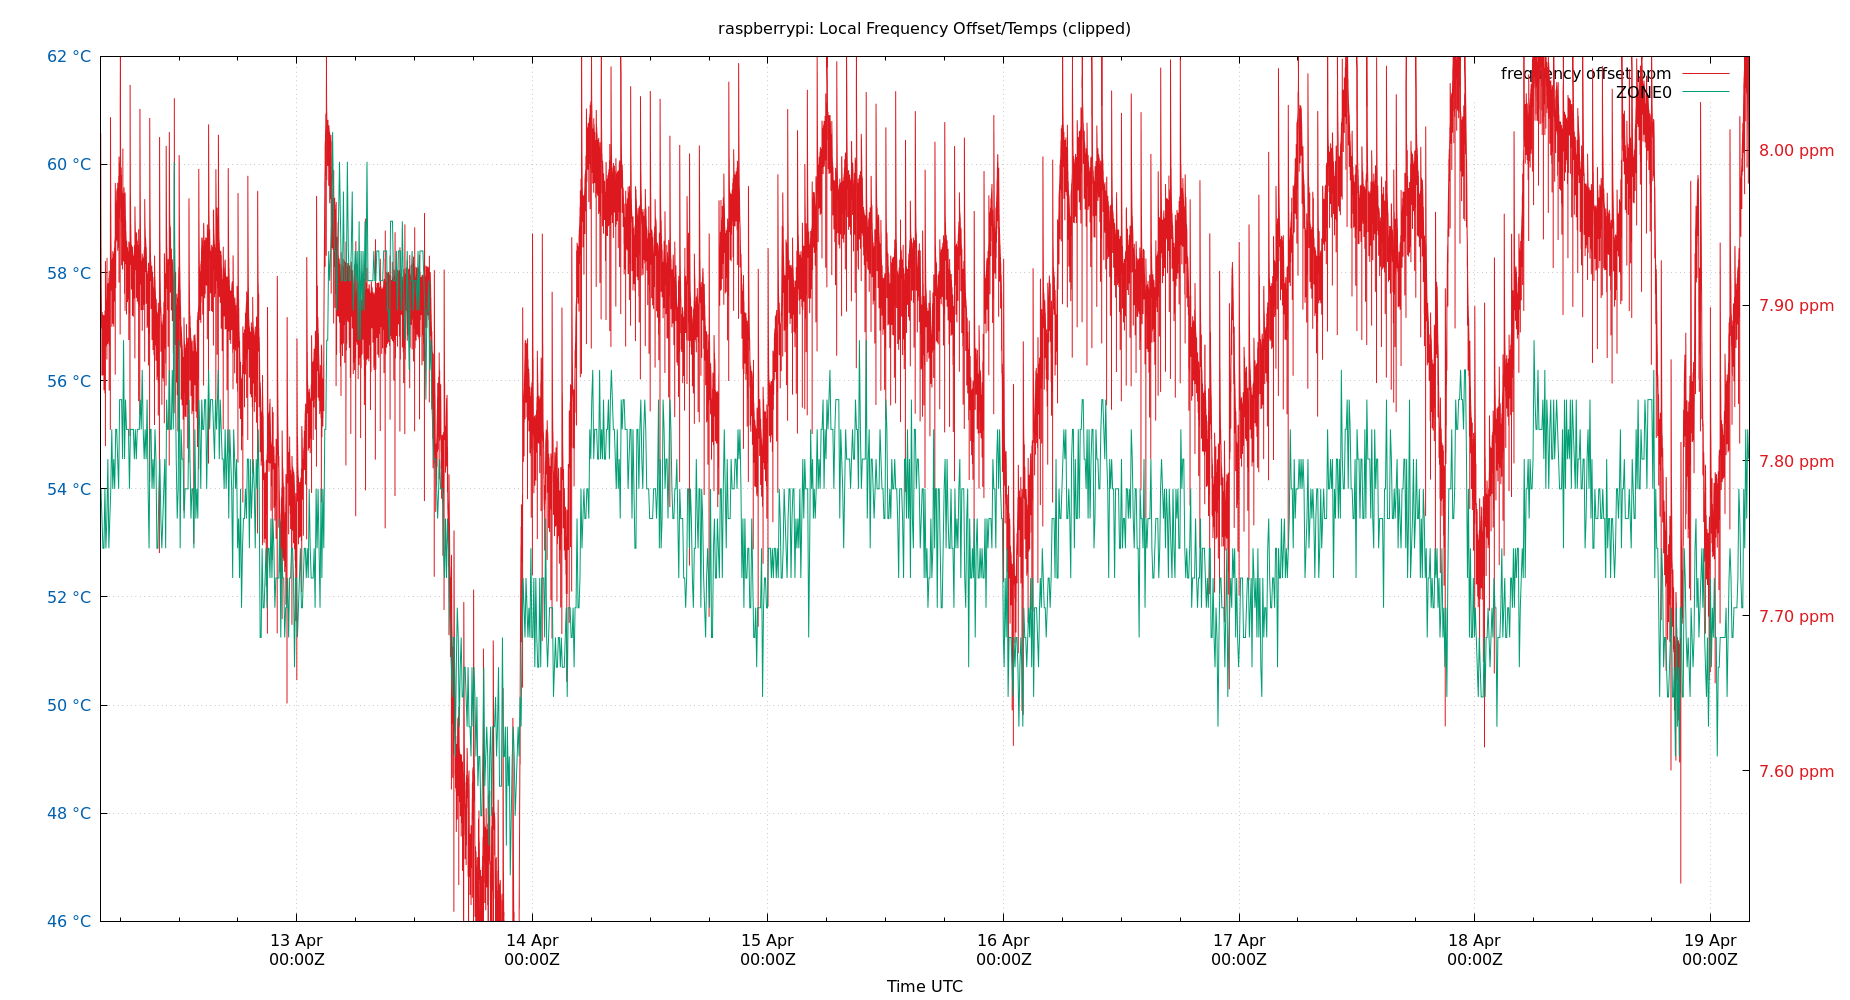 raspberrypi: Local Frequency Offset/Temps (clipped)
62 °C
60 °C
58 °C
56 °C
54 °C
52 °C
50 °C
48 °C
46 °C
frequency offset ppm
ZONE0
8.00 ppm
7.90 ppm
7.80 ppm
7.70 ppm
7.60 ppm
13 Apr
00:00Z
14 Apr
00:00Z
15 Apr
00:00Z
16 Apr
00:00Z
17 Apr
00:00Z
18 Apr
00:00Z
19 Apr
00:00Z
Time UTC